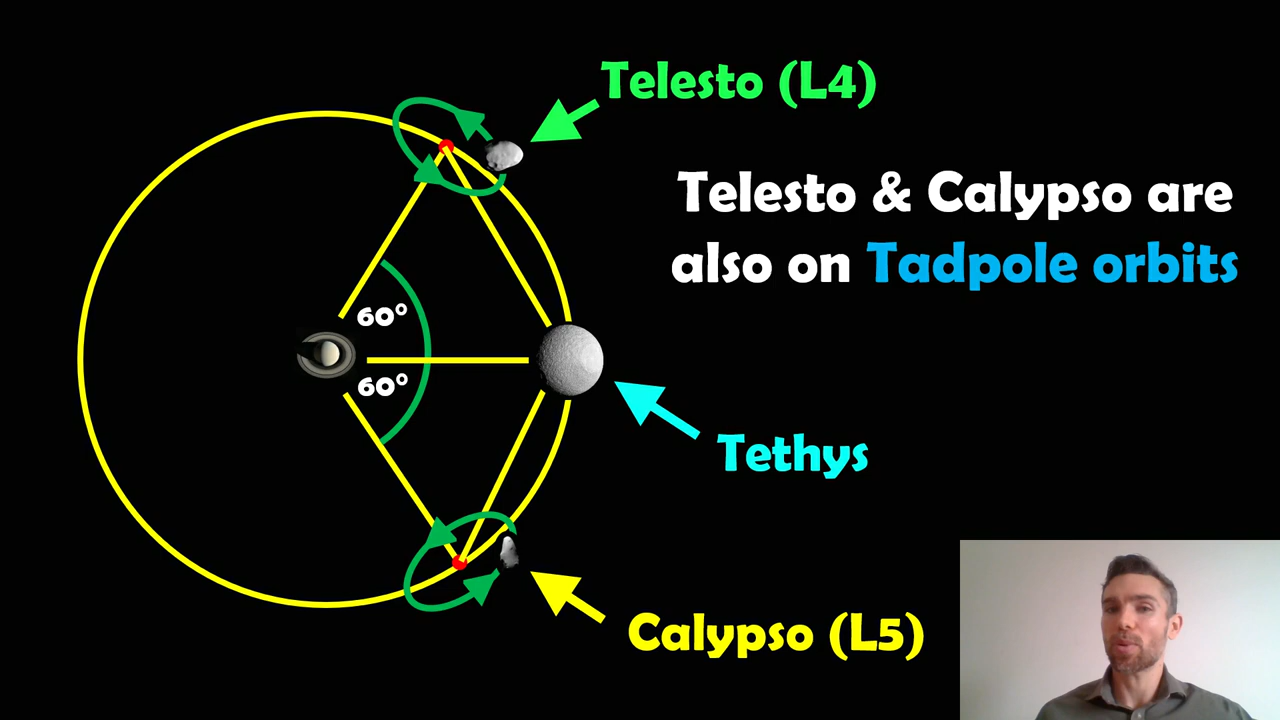 Telesto (L4)
Telesto & Calypso are
also on Tadpole orbits
60°
60°
Tethys
Calypso (L5)